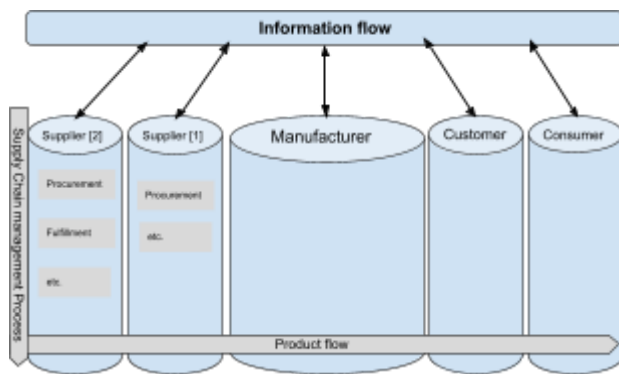 Information flow
Supplier [2]
Supplier [1]
Manufacturer
Customer
Consumer
Supply Chain management Process
Procurement
Fulfillment
etc.
Procurement
etc.
Product flow